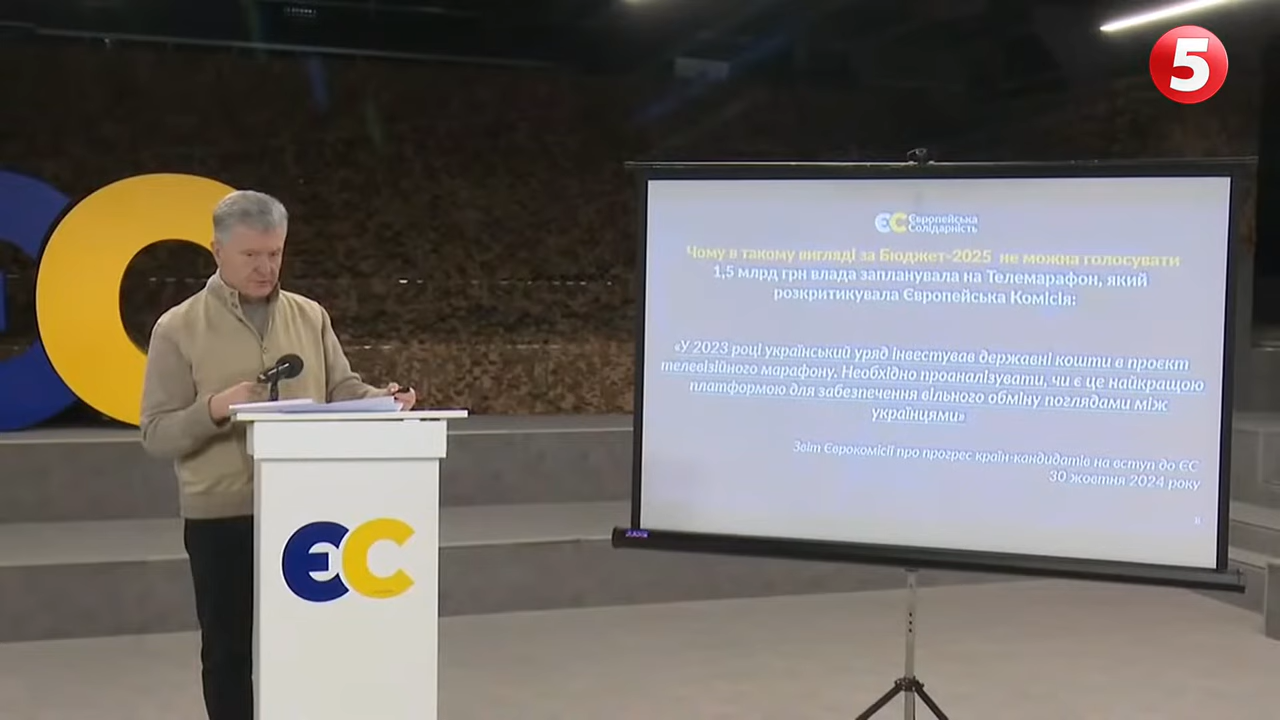 5
ЄС
Європейська
Солідарність
Чому в такому вигляді за Бюджет-2025 не можна голосувати
1,5 млрд грн влада запланувала на Телемарафон, який
розкритикувала Європейська Комісія:
«У 2023 році український уряд інвестував державні кошти в проєкт
телевізійного марафону. Необхідно проаналізувати, чи є це найкращою
платформою для забезпечення вільного обміну поглядами між
українцями»
Звіт Єврокомісії про прогрес країн-кандидатів на вступ до ЄС
30 жовтня 2024 року
ЄС